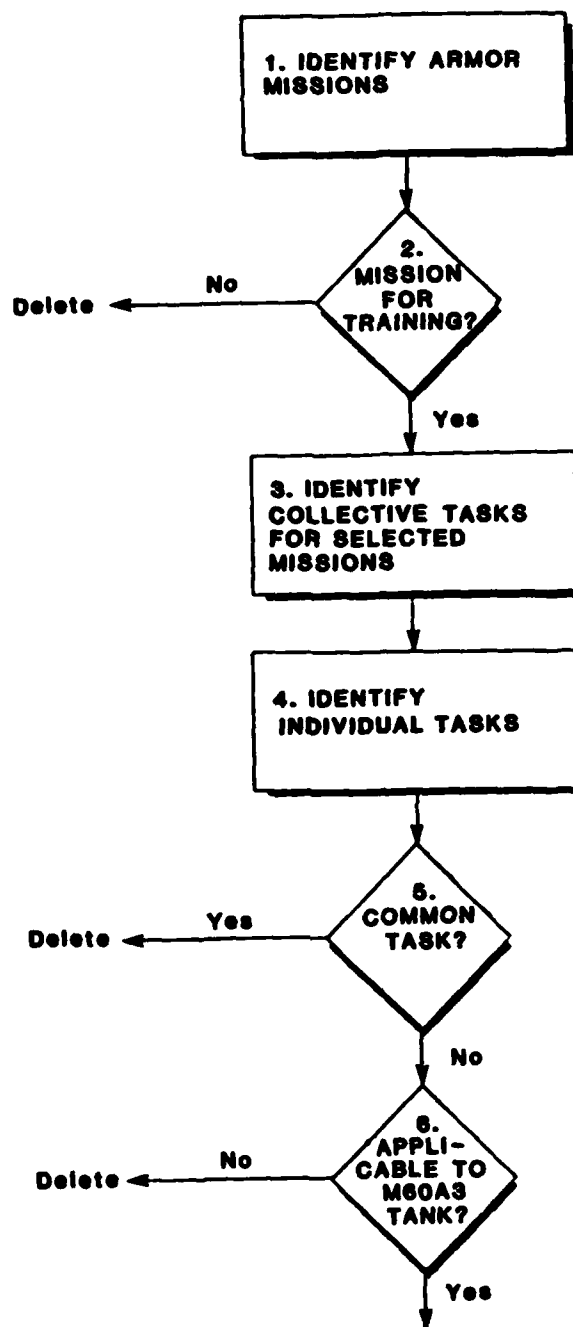 1. IDENTIFY ARMOR
MISSIONS
2.
MISSION
FOR
TRAINING?
No
Delete
Yes
3. IDENTIFY
COLLECTIVE TASKS
FOR SELECTED
MISSIONS
4. IDENTIFY
INDIVIDUAL TASKS
5.
COMMON
TASK?
Yes
Delete
No
6.
APPLI-
CABLE TO
M60A3
TANK?
No
Delete
Yes